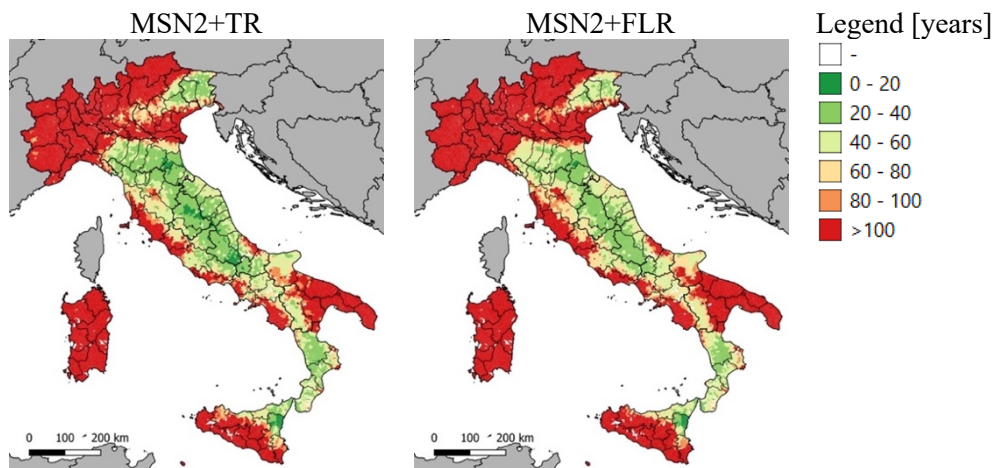 MSN2+TR
MSN2+FLR
Legend [years]
-
0 - 20
20 - 40
40 - 60
60 - 80
80 - 100
>100
0 100 200 km
0 100 200 km